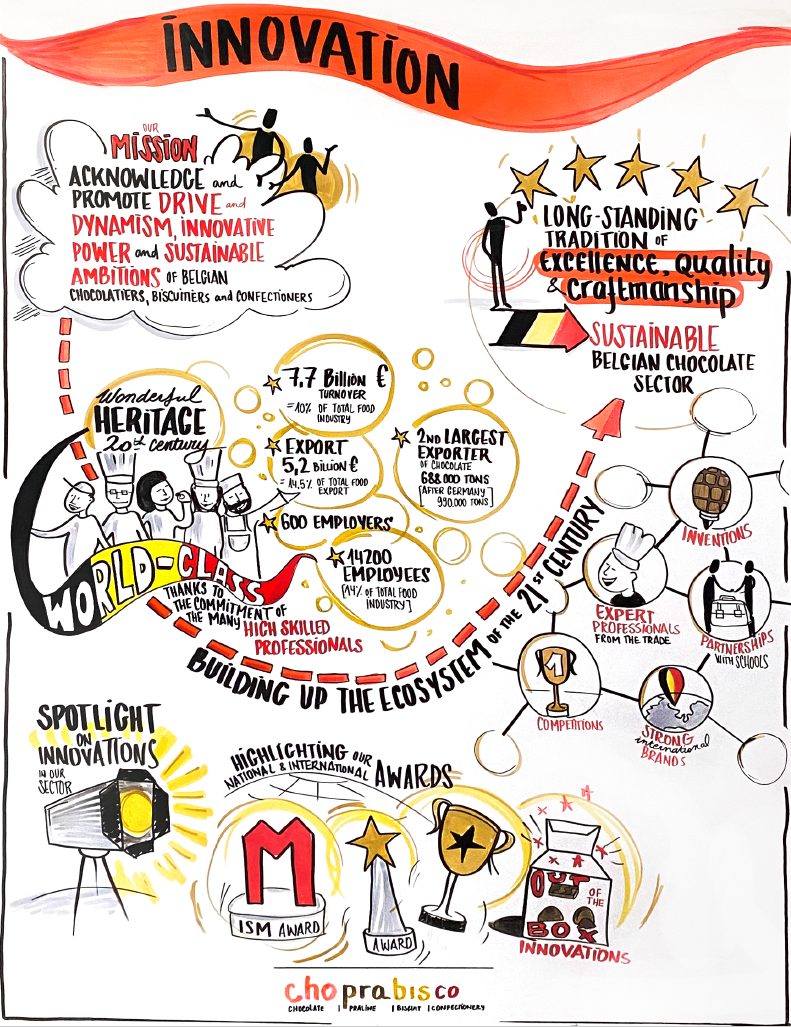 INNOVATION
OUR
MISSION
ACKNOWLEDGE and
PROMOTE DRIVE and
DYNAMISM, INNOVATIVE
POWER and SUSTAINABLE
AMBITIONS OF BELGIAN
CHOCOLATIERS, BISCUITIERS and CONFECTIONERS
LONG-STANDING
TRADITION OF
EXCELLENCE, QUALITY
& CRAFTMANSHIP
SUSTAINABLE
BELGIAN CHOCOLATE
SECTOR
Wonderful
HERITAGE
20st century
7,7 BILLION €
TURNOVER
= 10% OF TOTAL FOOD
INDUSTRY
EXPORT
5,2 BILLION €
= 14,5% OF TOTAL FOOD
EXPORT
2ND LARGEST
EXPORTER
OF CHOCOLATE
688 000 TONS
[AFTER GERMANY
990.000 TONS]
600 EMPLOYERS
14200
EMPLOYEES
[14% OF TOTAL FOOD
INDUSTRY]
WORLD-CLASS
THANKS TO
THE COMMITMENT OF
THE MANY HIGH SKILLED
PROFESSIONALS
BUILDING UP THE ECOSYSTEM OF THE 21ST CENTURY
INVENTIONS
EXPERT
PROFESSIONALS
FROM THE TRADE
PARTNERSHIPS
WITH SCHOOLS
1
COMPETITIONS
STRONG
international
BRANDS
SPOTLIGHT
ON
INNOVATIONS
IN OUR
SECTOR
HIGHLIGHTING OUR
NATIONAL & INTERNATIONAL AWARDS
M
ISM AWARD
AWARD
OUT
OF
THE
BOX
INNOVATIONS
choprabisco
CHOCOLATE | PRALINE | BISCUIT | CONFECTIONERY